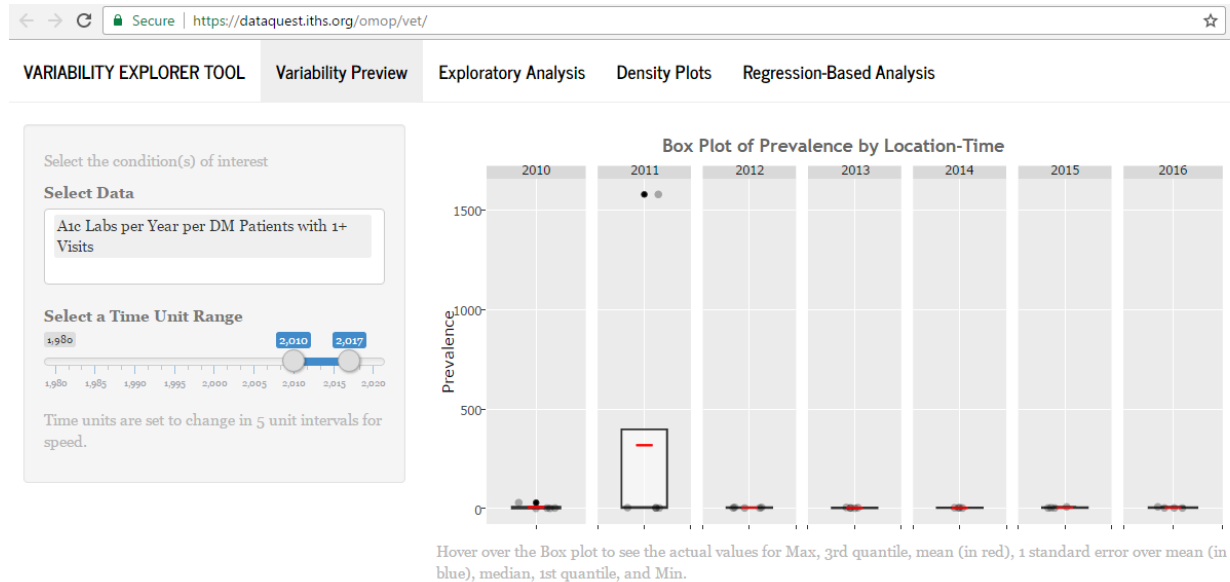 Secure | https://dataquest.iths.org/omop/vet/
VARIABILITY EXPLORER TOOL Variability Preview Exploratory Analysis Density Plots Regression-Based Analysis
Select the condition(s) of interest
Select Data
A1c Labs per Year per DM Patients with 1+
Visits
Select a Time Unit Range
1,980 2,010 2,017
1,980 1,985 1,990 1,995 2,000 2,005 2,010 2,015 2,020
Time units are set to change in 5 unit intervals for
speed.
Box Plot of Prevalence by Location-Time
2010 2011 2012 2013 2014 2015 2016
Prevalence
1500
1000
500
0
Hover over the Box plot to see the actual values for Max, 3rd quantile, mean (in red), 1 standard error over mean (in
blue), median, 1st quantile, and Min.